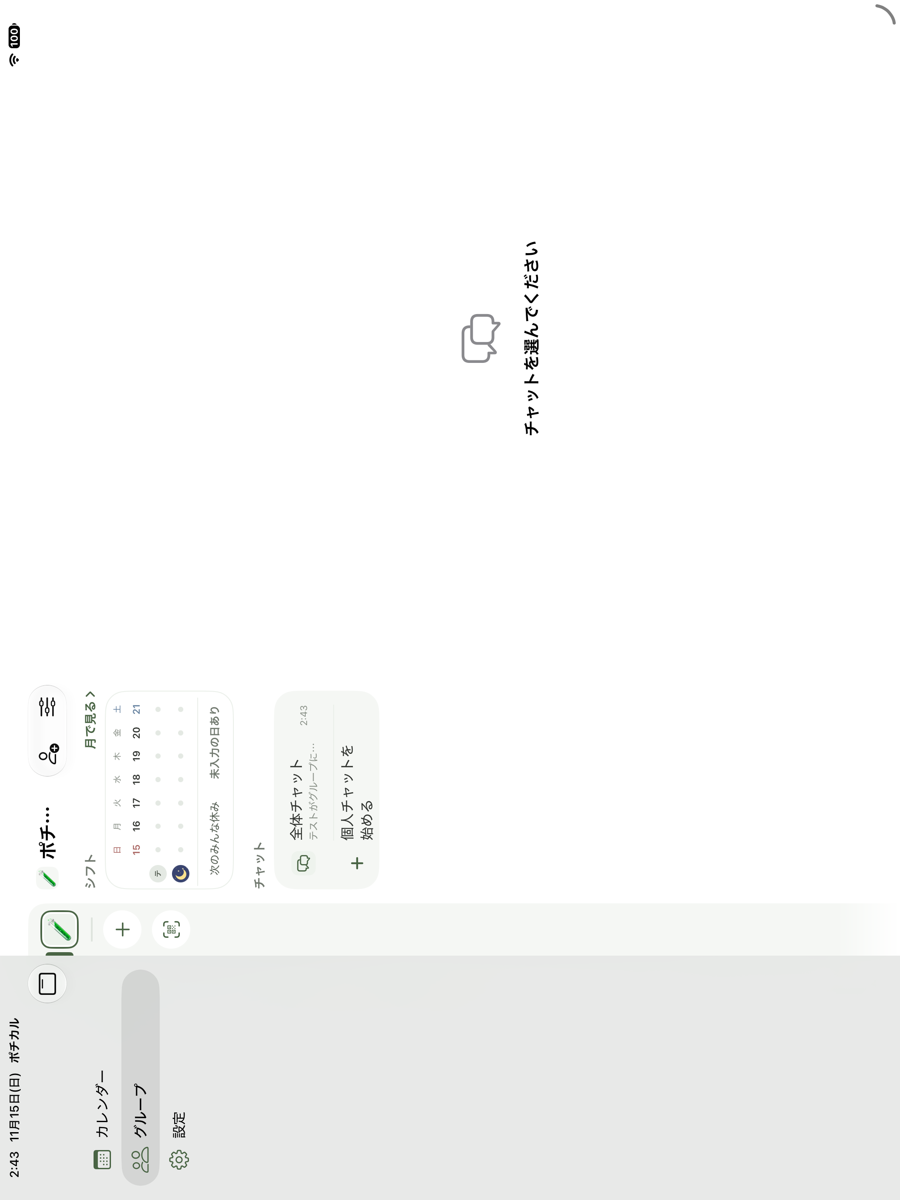 2:43 11月15日(日) ポチカル
100
カレンダー
グループ
設定
ポチ…
シフト
月で見る
日 月 火 水 木 金 土
15 16 17 18 19 20 21
テ
次のみんな休み 未入力の日あり
チャット
全体チャット 2:43
テストがグループに…
個人チャットを
始める
チャットを選んでください